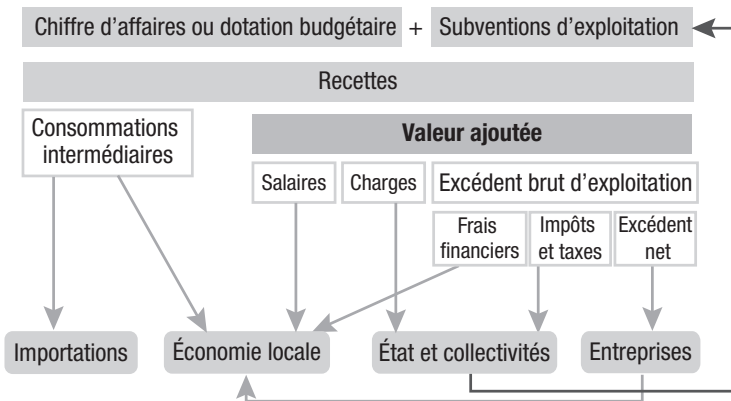 Chiffre d'affaires ou dotation budgétaire + Subventions d'exploitation
Recettes
Consommations
intermédiaires
Valeur ajoutée
Salaires Charges Excédent brut d'exploitation
Frais Impôts Excédent
financiers et taxes net
Importations Économie locale État et collectivités Entreprises